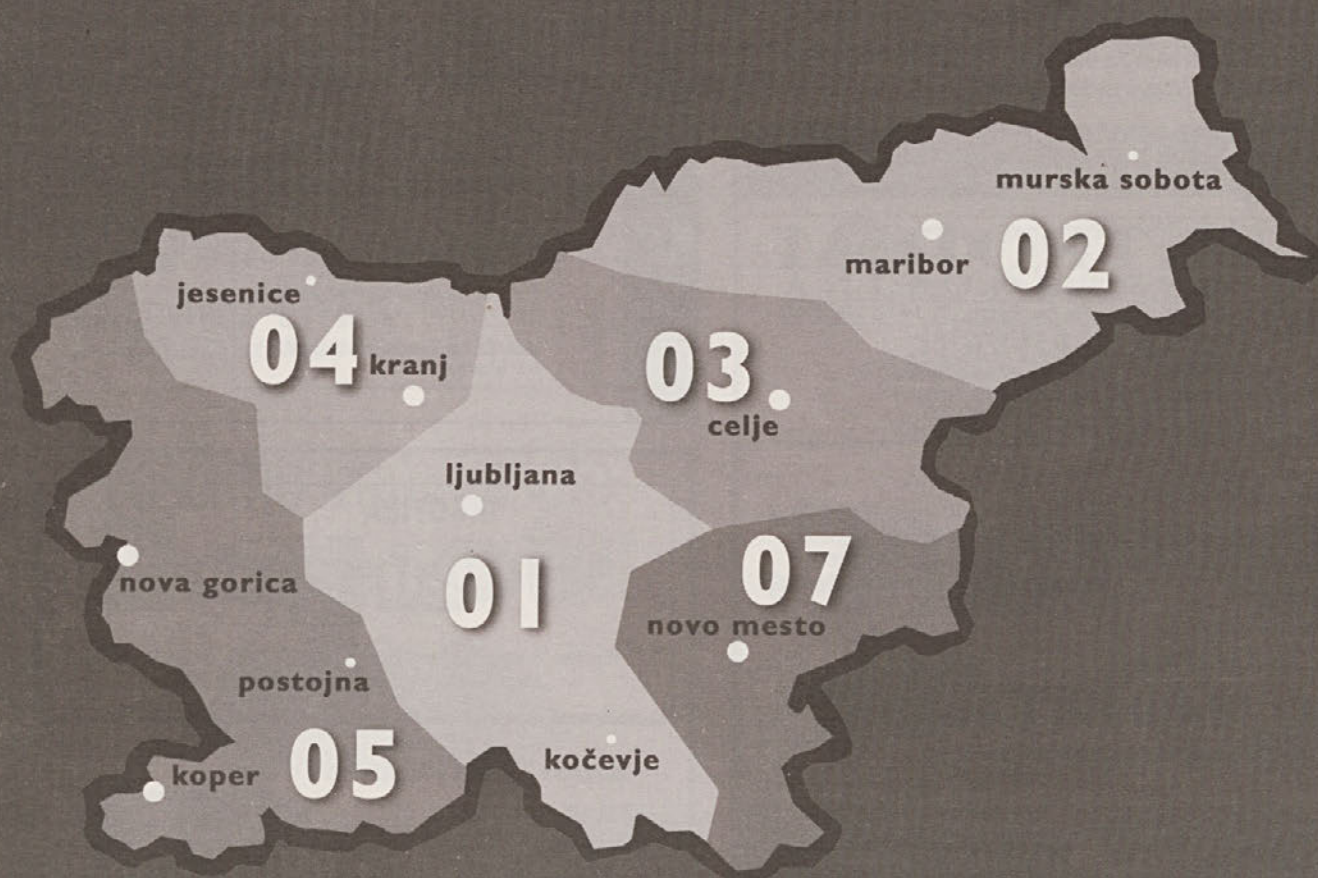 murska sobota
maribor
02
jesenice
04
kranj
03
celje
ljubljana
01
07
novo mesto
nova gorica
postojna
05
koper
kočevje